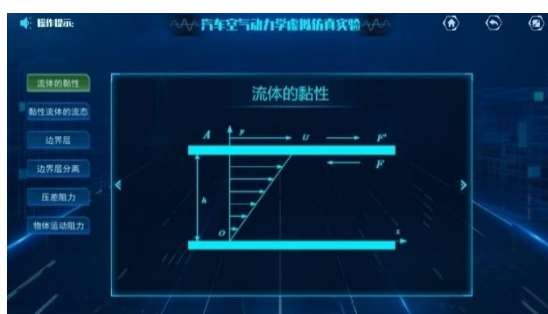 操作提示:
汽车空气动力学虚拟仿真实验
流体的黏性
黏性流体的流态
边界层
边界层分离
压差阻力
物体运动阻力
流体的黏性
A y U F'
F
h
O x